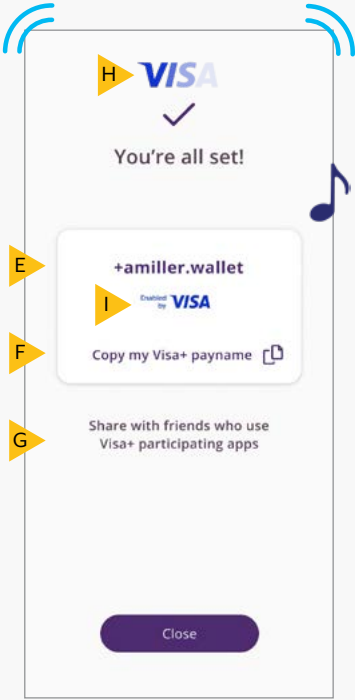 H
VISA
You're all set!
E
+amiller.wallet
I
Enabled
by VISA
F
Copy my Visa+ payname
G
Share with friends who use
Visa+ participating apps
Close